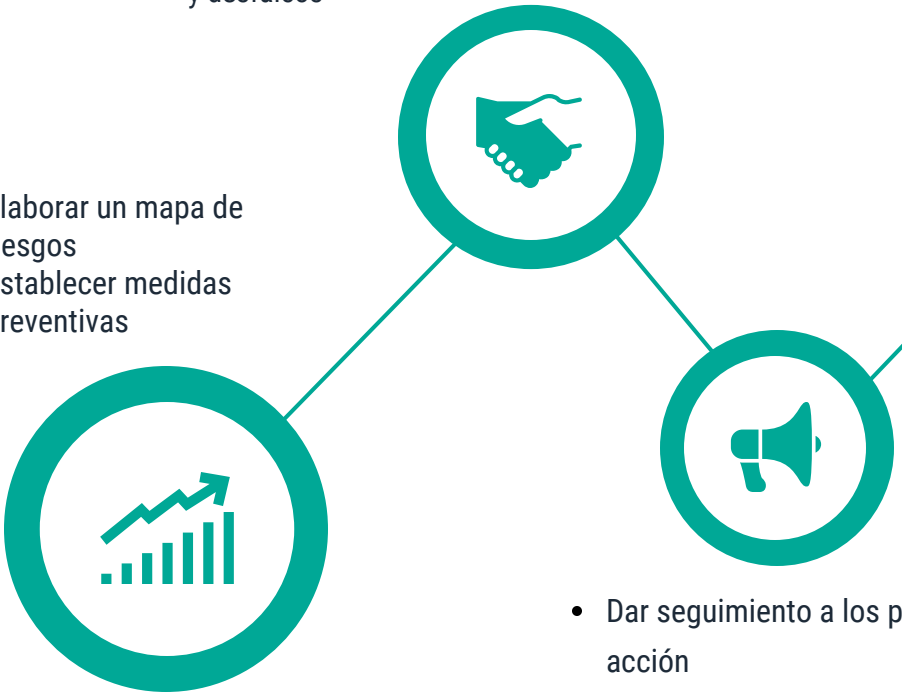 laborar un mapa de
esgos
stablecer medidas
reventivas
• Dar seguimiento a los p
acción